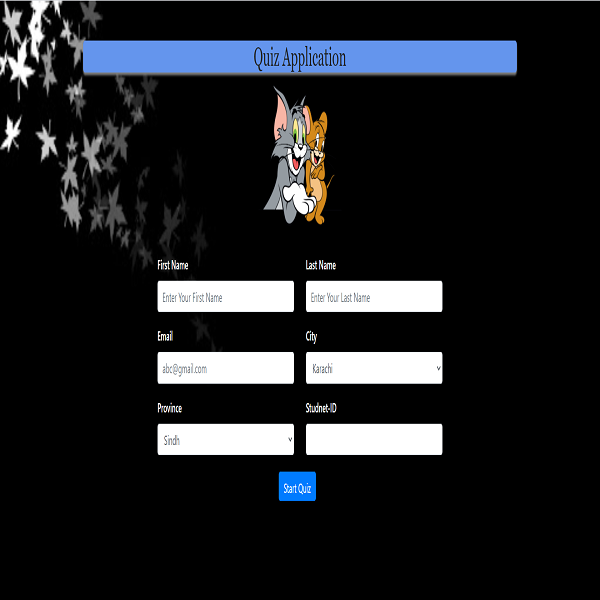 Quiz Application
First Name Last Name
Enter Your First Name Enter Your Last Name
Email City
abc@gmail.com Karachi
Province Studnet-ID
Sindh
Start Quiz